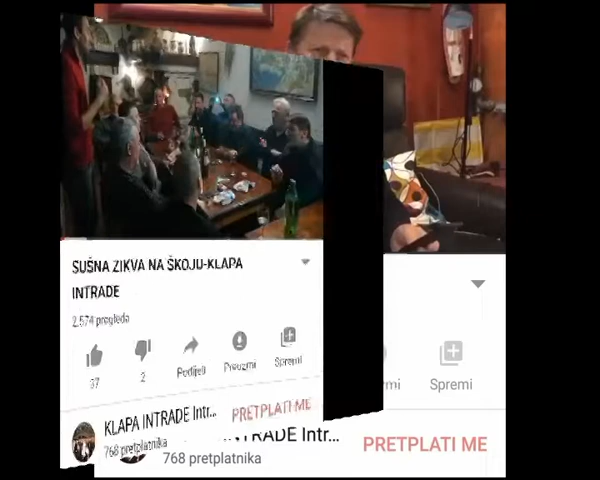 SUŠNA ZIKVA NA ŠKOJU-KLAPA
INTRADE
2.574 pregleda
37
2
Podijeli
Preuzmi
Spremi
KLAPA INTRADE Intr...
768 pretplatnika
PRETPLATI ME
mi
Spremi
INTRADE Intr...
768 pretplatnika
PRETPLATI ME